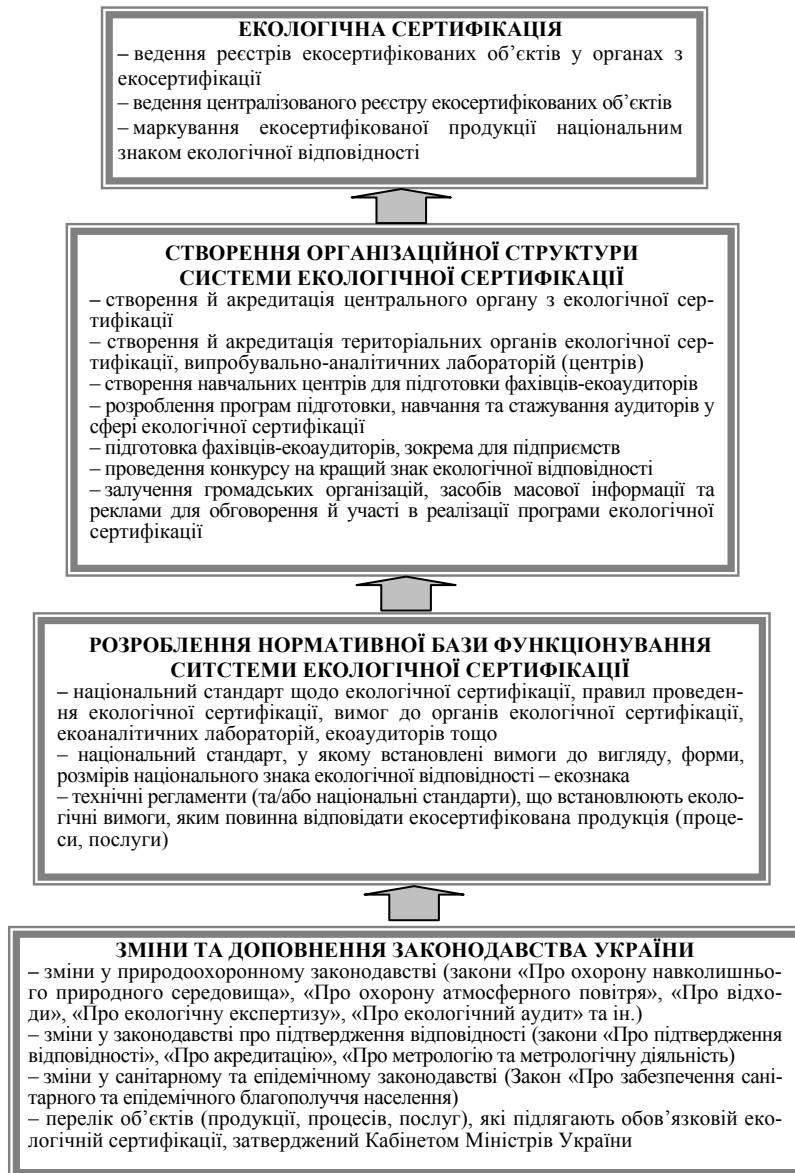 ЕКОЛОГІЧНА СЕРТИФІКАЦІЯ
– ведення реєстрів екосертифікованих об’єктів у органах з
екосертифікації
– ведення централізованого реєстру екосертифікованих об’єктів
– маркування екосертифікованої продукції національним
знаком екологічної відповідності
СТВОРЕННЯ ОРГАНІЗАЦІЙНОЇ СТРУКТУРИ
СИСТЕМИ ЕКОЛОГІЧНОЇ СЕРТИФІКАЦІЇ
– створення й акредитація центрального органу з екологічної сер-
тифікації
– створення й акредитація територіальних органів екологічної сер-
тифікації, випробувально-аналітичних лабораторій (центрів)
– створення навчальних центрів для підготовки фахівців-екоаудиторів
– розроблення програм підготовки, навчання та стажування аудиторів у
сфері екологічної сертифікації
– підготовка фахівців-екоаудиторів, зокрема для підприємств
– проведення конкурсу на кращий знак екологічної відповідності
– залучення громадських організацій, засобів масової інформації та
реклами для обговорення й участі в реалізації програми екологічної
сертифікації
РОЗРОБЛЕННЯ НОРМАТИВНОЇ БАЗИ ФУНКЦІОНУВАННЯ
СИТСТЕМИ ЕКОЛОГІЧНОЇ СЕРТИФІКАЦІЇ
– національний стандарт щодо екологічної сертифікації, правил проведен-
ня екологічної сертифікації, вимог до органів екологічної сертифікації,
екоаналітичних лабораторій, екоаудиторів тощо
– національний стандарт, у якому встановлені вимоги до вигляду, форми,
розмірів національного знака екологічної відповідності – екознака
– технічні регламенти (та/або національні стандарти), що встановлюють еколо-
гічні вимоги, яким повинна відповідати екосертифікована продукція (проце-
си, послуги)
ЗМІНИ ТА ДОПОВНЕННЯ ЗАКОНОДАВСТВА УКРАЇНИ
– зміни у природоохоронному законодавстві (закони «Про охорону навколишньо-
го природного середовища», «Про охорону атмосферного повітря», «Про відхо-
ди», «Про екологічну експертизу», «Про екологічний аудит» та ін.)
– зміни у законодавстві про підтвердження відповідності (закони «Про підтвердження
відповідності», «Про акредитацію», «Про метрологію та метрологічну діяльність)
– зміни у санітарному та епідемічному законодавстві (Закон «Про забезпечення сані-
тарного та епідемічного благополуччя населення)
– перелік об’єктів (продукції, процесів, послуг), які підлягають обов’язковій еко-
логічній сертифікації, затверджений Кабінетом Міністрів України